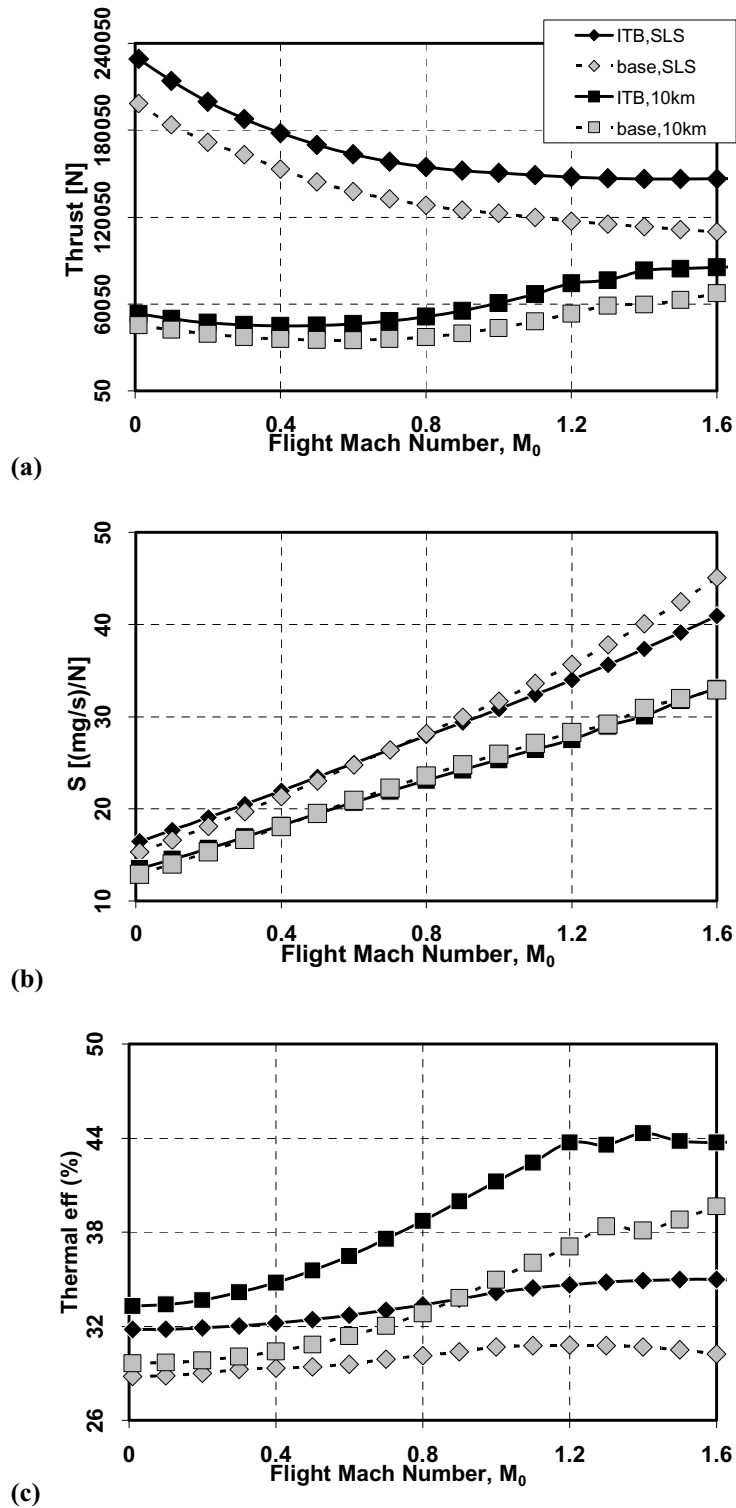 ITB,SLS
base,SLS
ITB,10km
base,10km
Thrust [N]
240050
180050
120050
60050
50
0 0.4 0.8 1.2 1.6
Flight Mach Number, M₀
(a)
S [(mg/s)/N]
50
40
30
20
10
0 0.4 0.8 1.2 1.6
Flight Mach Number, M₀
(b)
Thermal eff (%)
50
44
38
32
26
0 0.4 0.8 1.2 1.6
Flight Mach Number, M₀
(c)